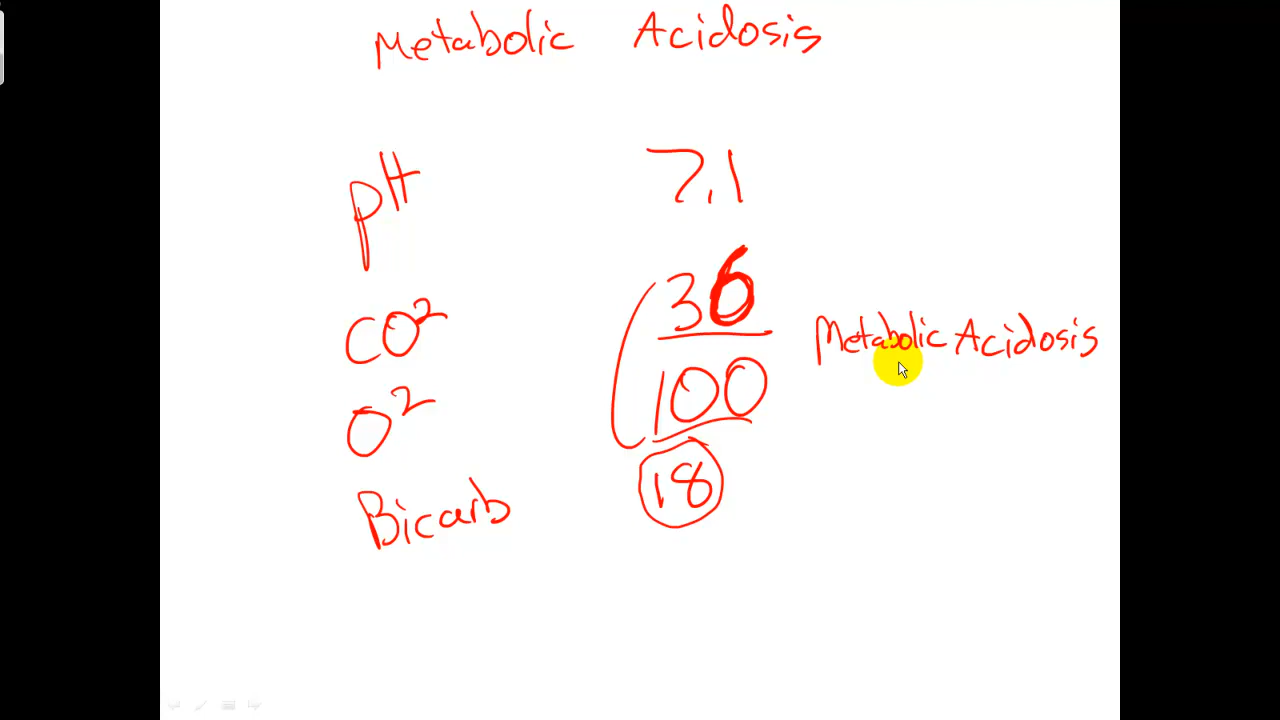 Metabolic Acidosis
pH 7.1
CO² 36
Metabolic Acidosis
O² 100
Bicarb 18